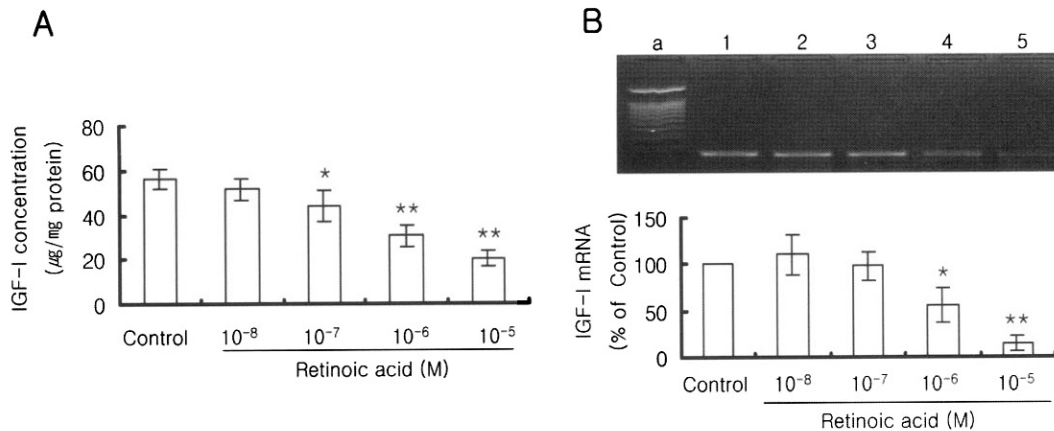 A
IGF-I concentration
(㎍/㎎ protein)
80
60
40
20
0
*
**
**
Control
10⁻⁸
10⁻⁷
10⁻⁶
10⁻⁵
Retinoic acid (M)
B
a 1 2 3 4 5
IGF-I mRNA
(% of Control)
150
100
50
0
*
**
Control
10⁻⁸
10⁻⁷
10⁻⁶
10⁻⁵
Retinoic acid (M)